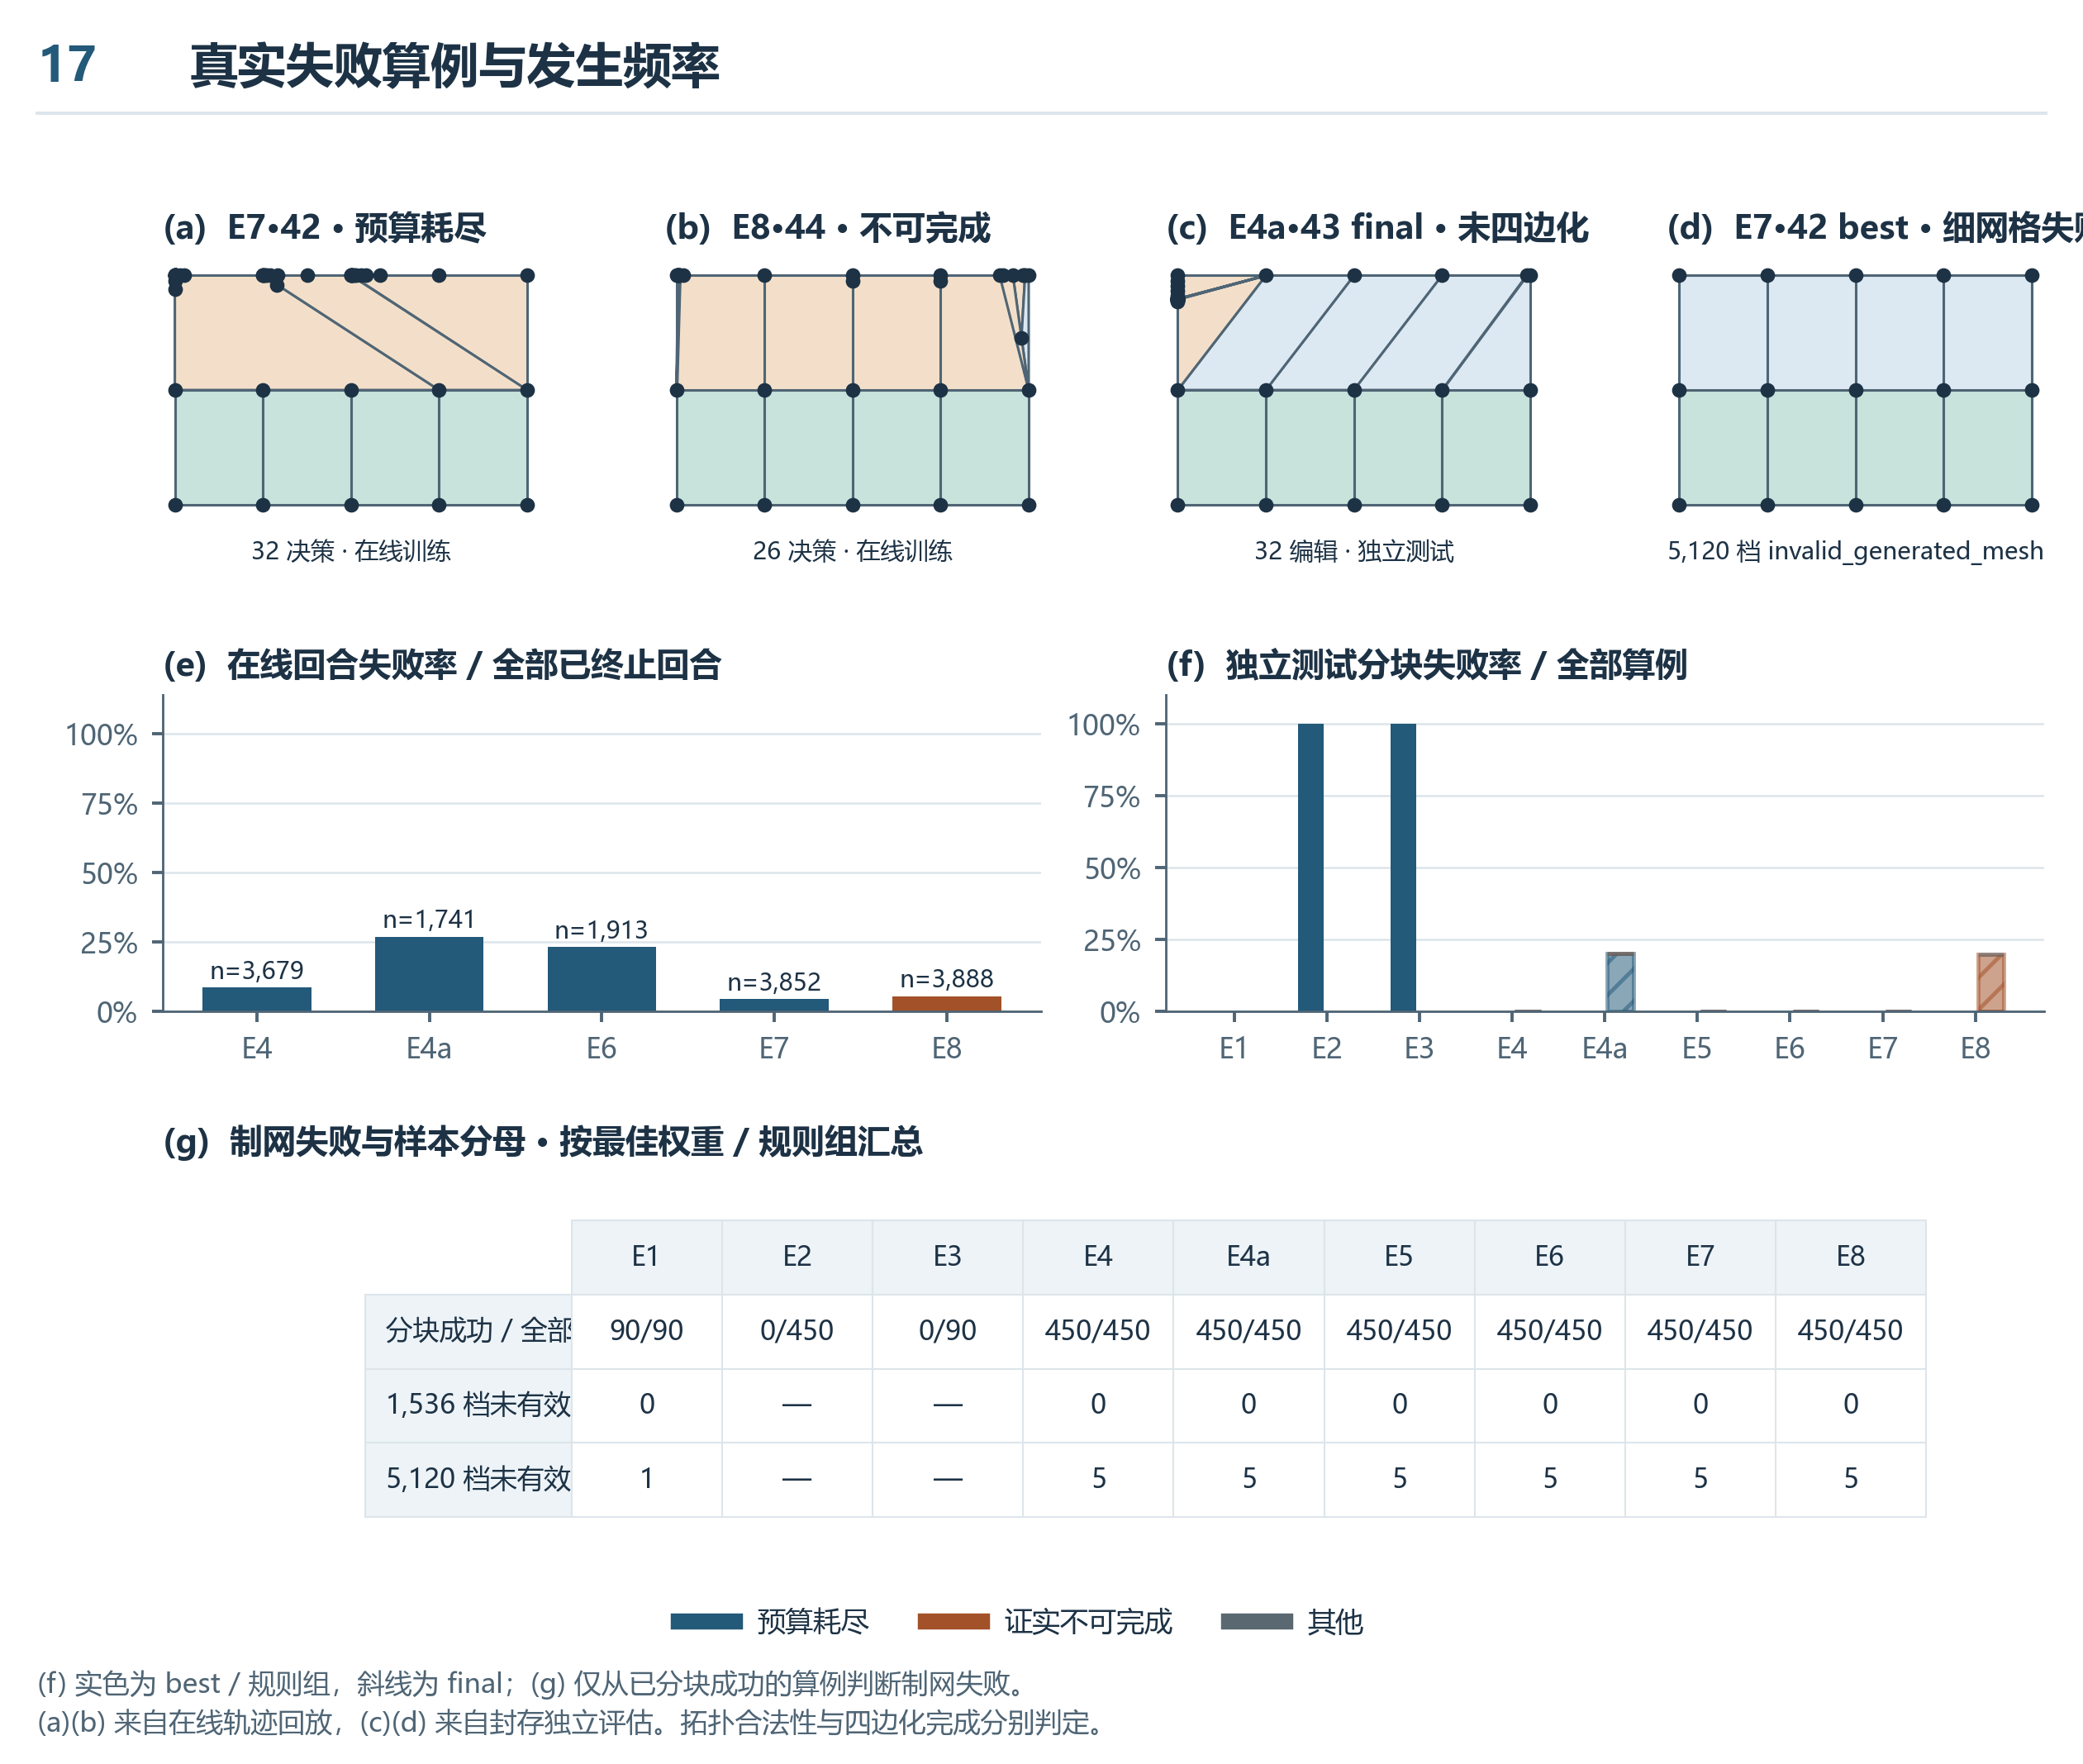 17 真实失败算例与发生频率
(a) E7•42 • 预算耗尽
(b) E8•44 • 不可完成
(c) E4a•43 final • 未四边化
(d) E7•42 best • 细网格失
32 决策 · 在线训练
26 决策 · 在线训练
32 编辑 · 独立测试
5,120 档 invalid_generated_mesh
(e) 在线回合失败率 / 全部已终止回合
100%
75%
50%
25%
0%
n=3,679
n=1,741
n=1,913
n=3,852
n=3,888
E4 E4a E6 E7 E8
(f) 独立测试分块失败率 / 全部算例
100%
75%
50%
25%
0%
E1 E2 E3 E4 E4a E5 E6 E7 E8
(g) 制网失败与样本分母 • 按最佳权重 / 规则组汇总
E1 E2 E3 E4 E4a E5 E6 E7 E8
分块成功 / 全部 90/90 0/450 0/90 450/450 450/450 450/450 450/450 450/450 450/450
1,536 档未有效 0 — — 0 0 0 0 0 0
5,120 档未有效 1 — — 5 5 5 5 5 5
预算耗尽 证实不可完成 其他
(f) 实色为 best / 规则组，斜线为 final；(g) 仅从已分块成功的算例判断制网失败。
(a)(b) 来自在线轨迹回放，(c)(d) 来自封存独立评估。拓扑合法性与四边化完成分别判定。